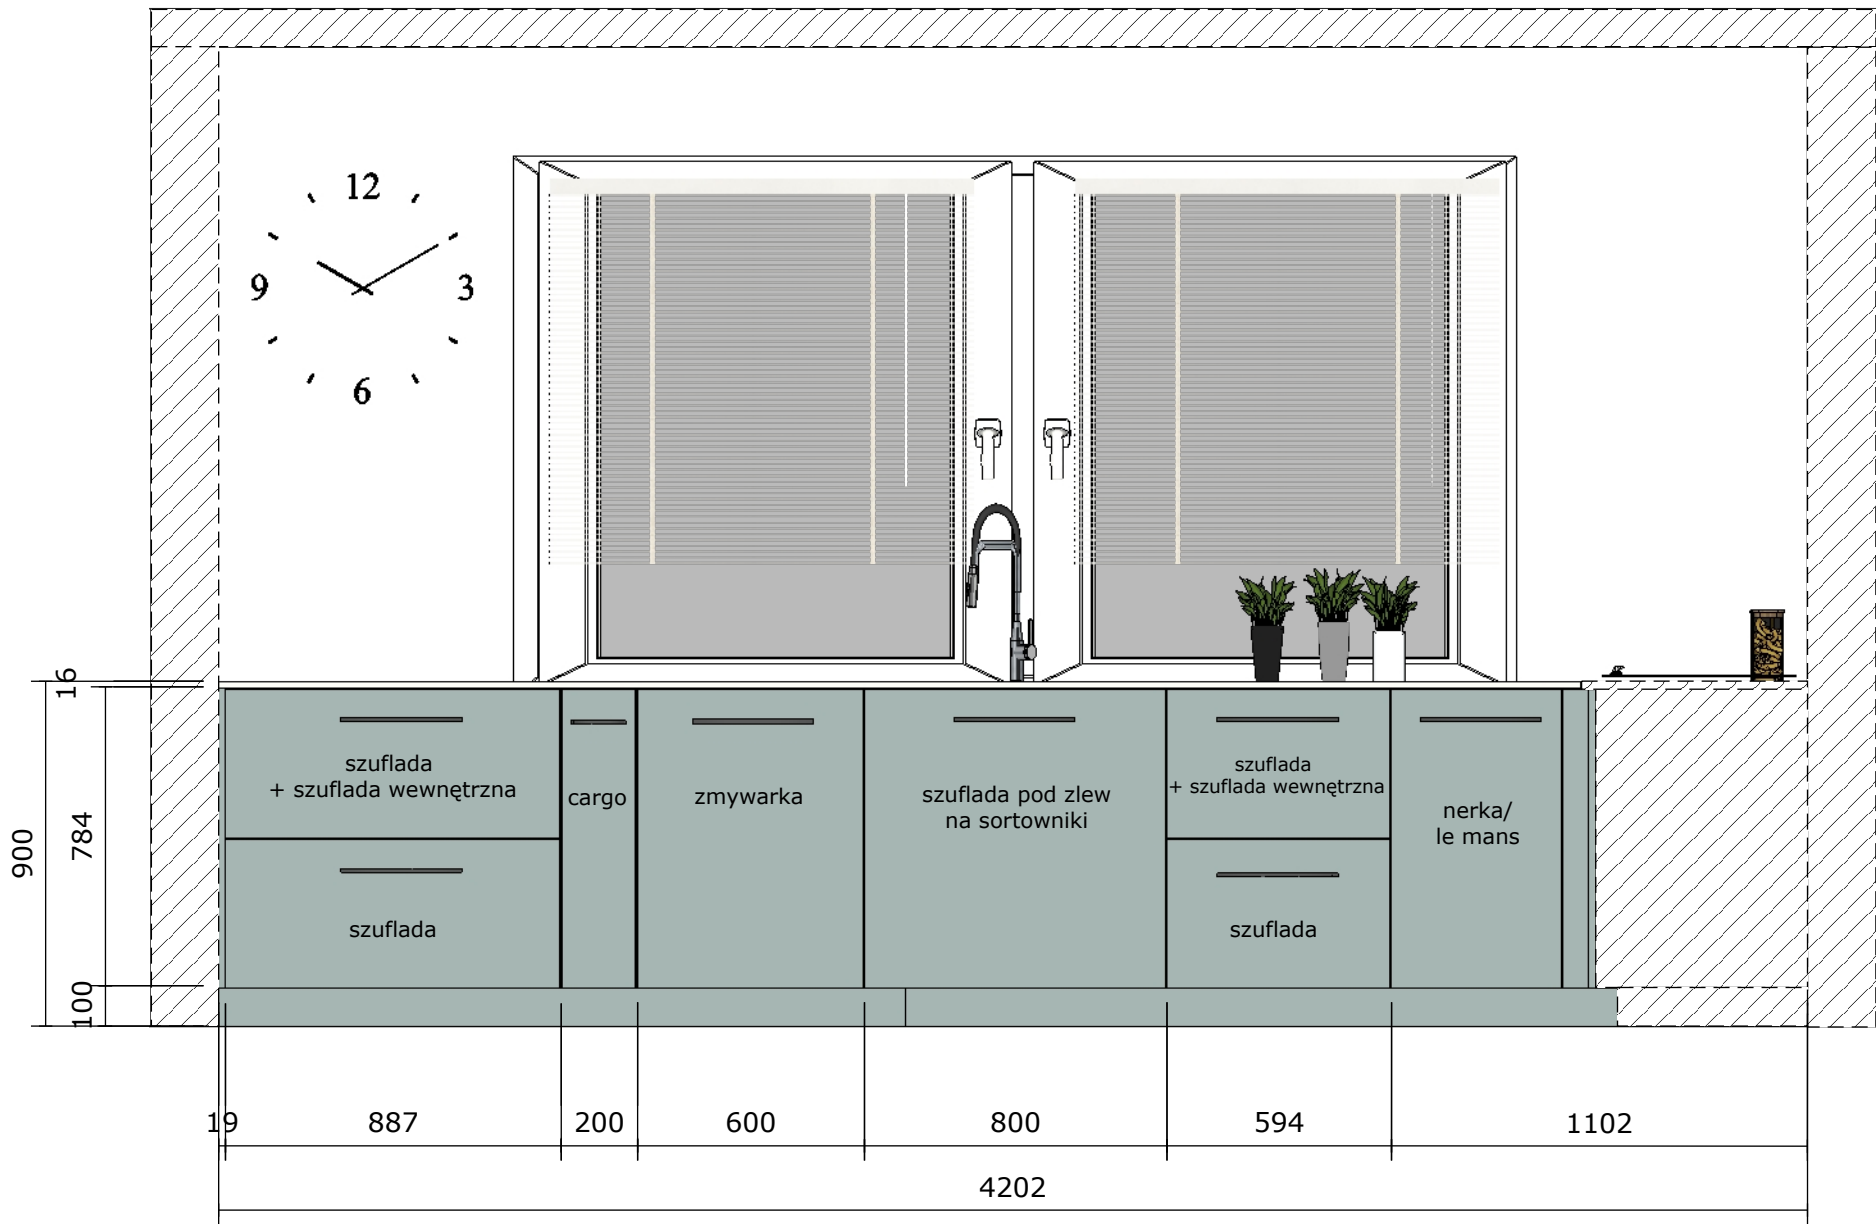 12
9
3
6
16
900
784
100
szuflada
+ szuflada wewnętrzna
szuflada
cargo
zmywarka
szuflada pod zlew
na sortowniki
szuflada
+ szuflada wewnętrzna
szuflada
nerka/
le mans
19 887 200 600 800 594 1102
4202